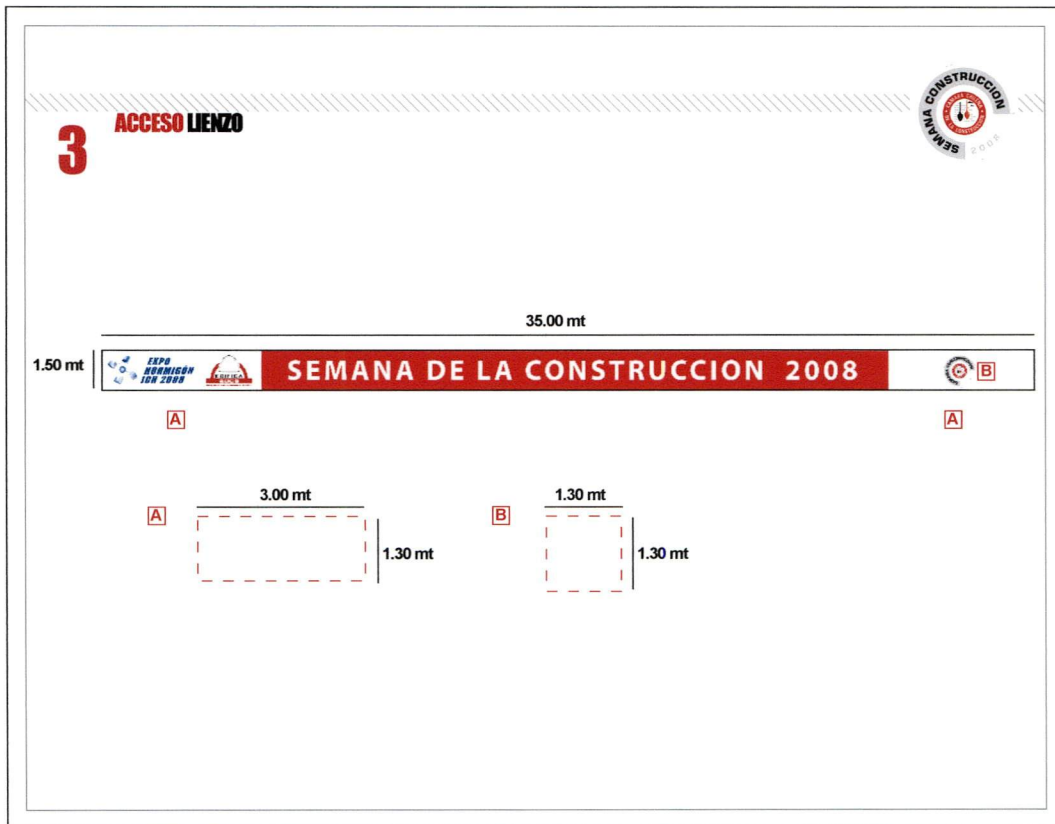 3
ACCESO LIENZO
SEMANA CONSTRUCCION
2008
35.00 mt
1.50 mt
EXPO
HORMIGÓN
ICH 2008
EDIFICA
SEMANA DE LA CONSTRUCCION 2008
B
A
A
A
3.00 mt
1.30 mt
B
1.30 mt
1.30 mt